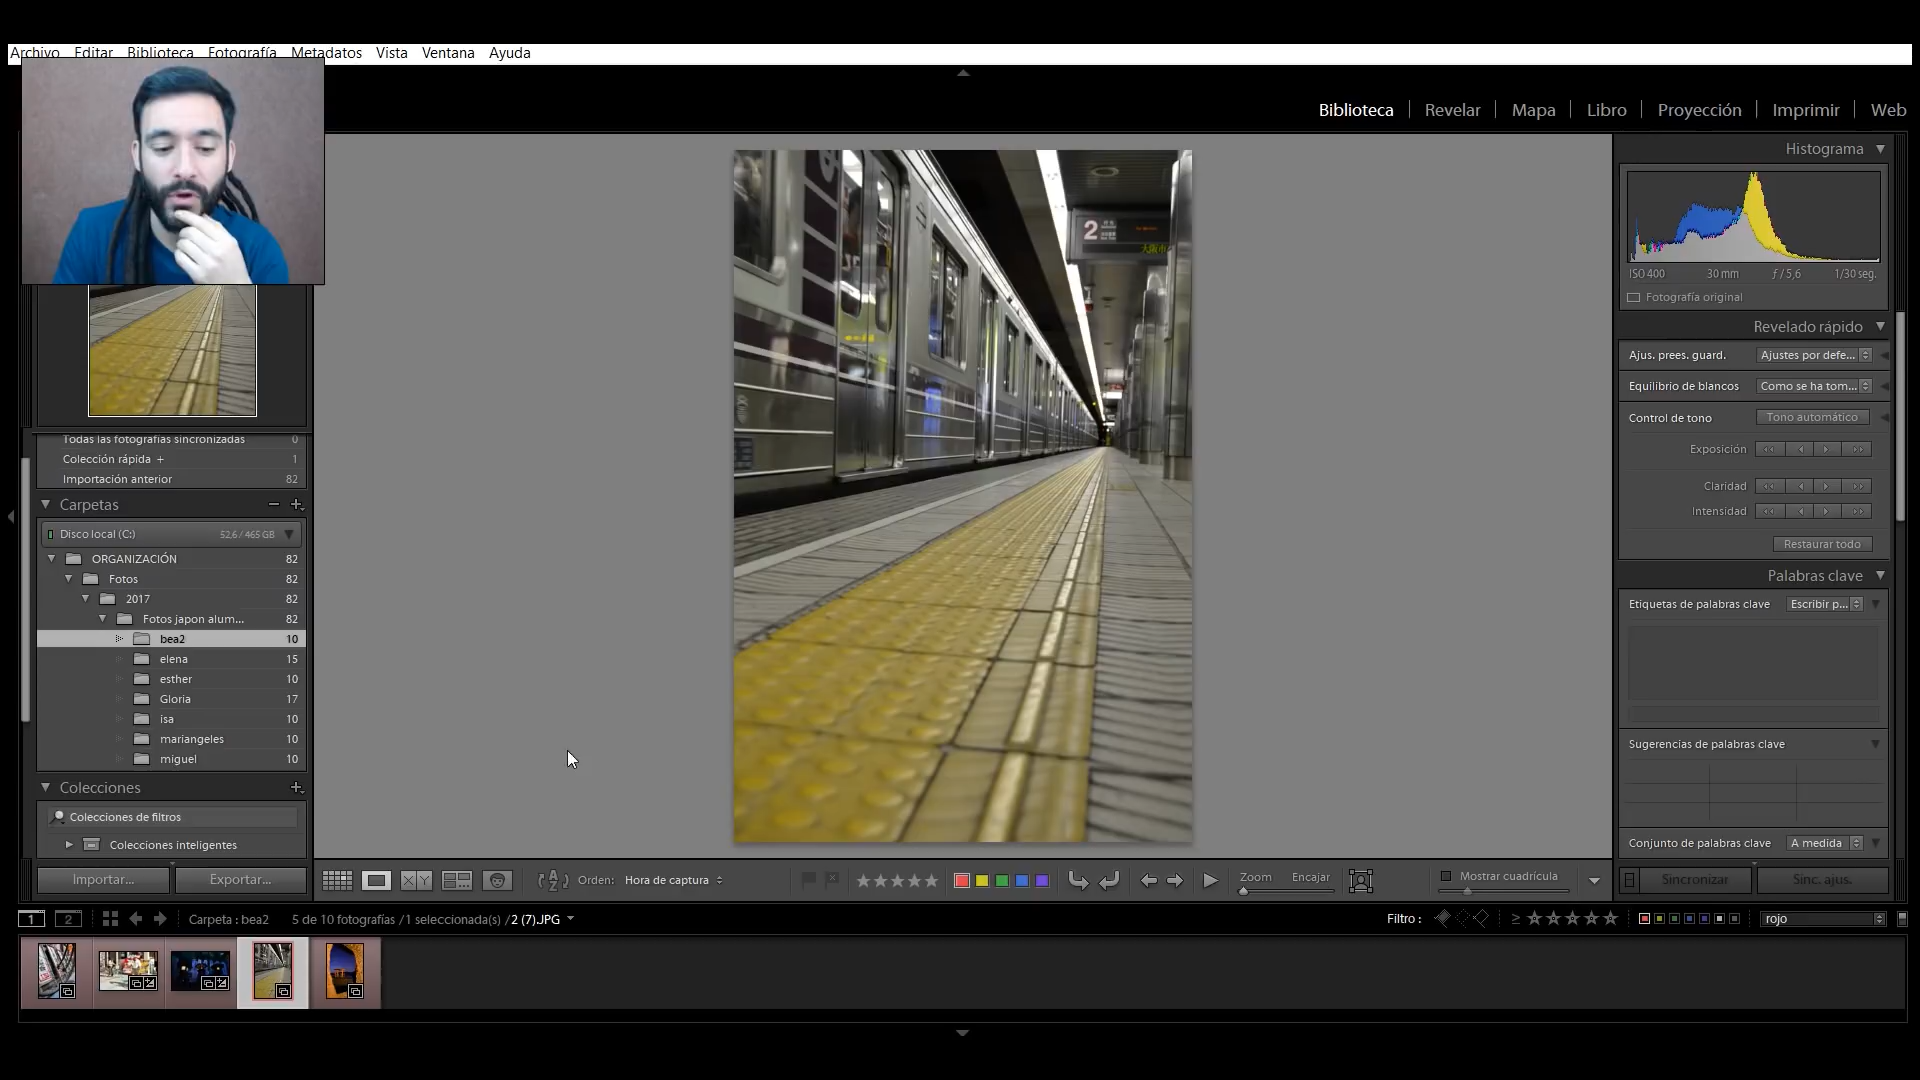 Archivo Editar Biblioteca Fotografía Metadatos Vista Ventana Ayuda
Biblioteca | Revelar | Mapa | Libro | Proyección | Imprimir | Web
Histograma
ISO 400 30 mm ƒ / 5,6 1/30 seg.
Fotografía original
Revelado rápido
Ajus. prees. guard. Ajustes por defe...
Equilibrio de blancos Como se ha tom...
Control de tono Tono automático
Exposición
Claridad
Intensidad
Restaurar todo
Palabras clave
Etiquetas de palabras clave Escribir p...
Sugerencias de palabras clave
Conjunto de palabras clave A medida
Sincronizar Sinc. ajus.
Todas las fotografías sincronizadas 0
Colección rápida + 1
Importación anterior 82
Carpetas
Disco local (C:) 52,6 / 465 GB
ORGANIZACIÓN 82
Fotos 82
2017 82
Fotos japon alum... 82
bea2 10
elena 15
esther 10
Gloria 17
isa 10
mariangeles 10
miguel 10
Colecciones
Colecciones de filtros
Colecciones inteligentes
Importar... Exportar...
2
XY Orden: Hora de captura Zoom Encajar Mostrar cuadrícula
1 2 Carpeta : bea2 5 de 10 fotografías / 1 seleccionada(s) / 2 (7).JPG Filtro : ≥ rojo